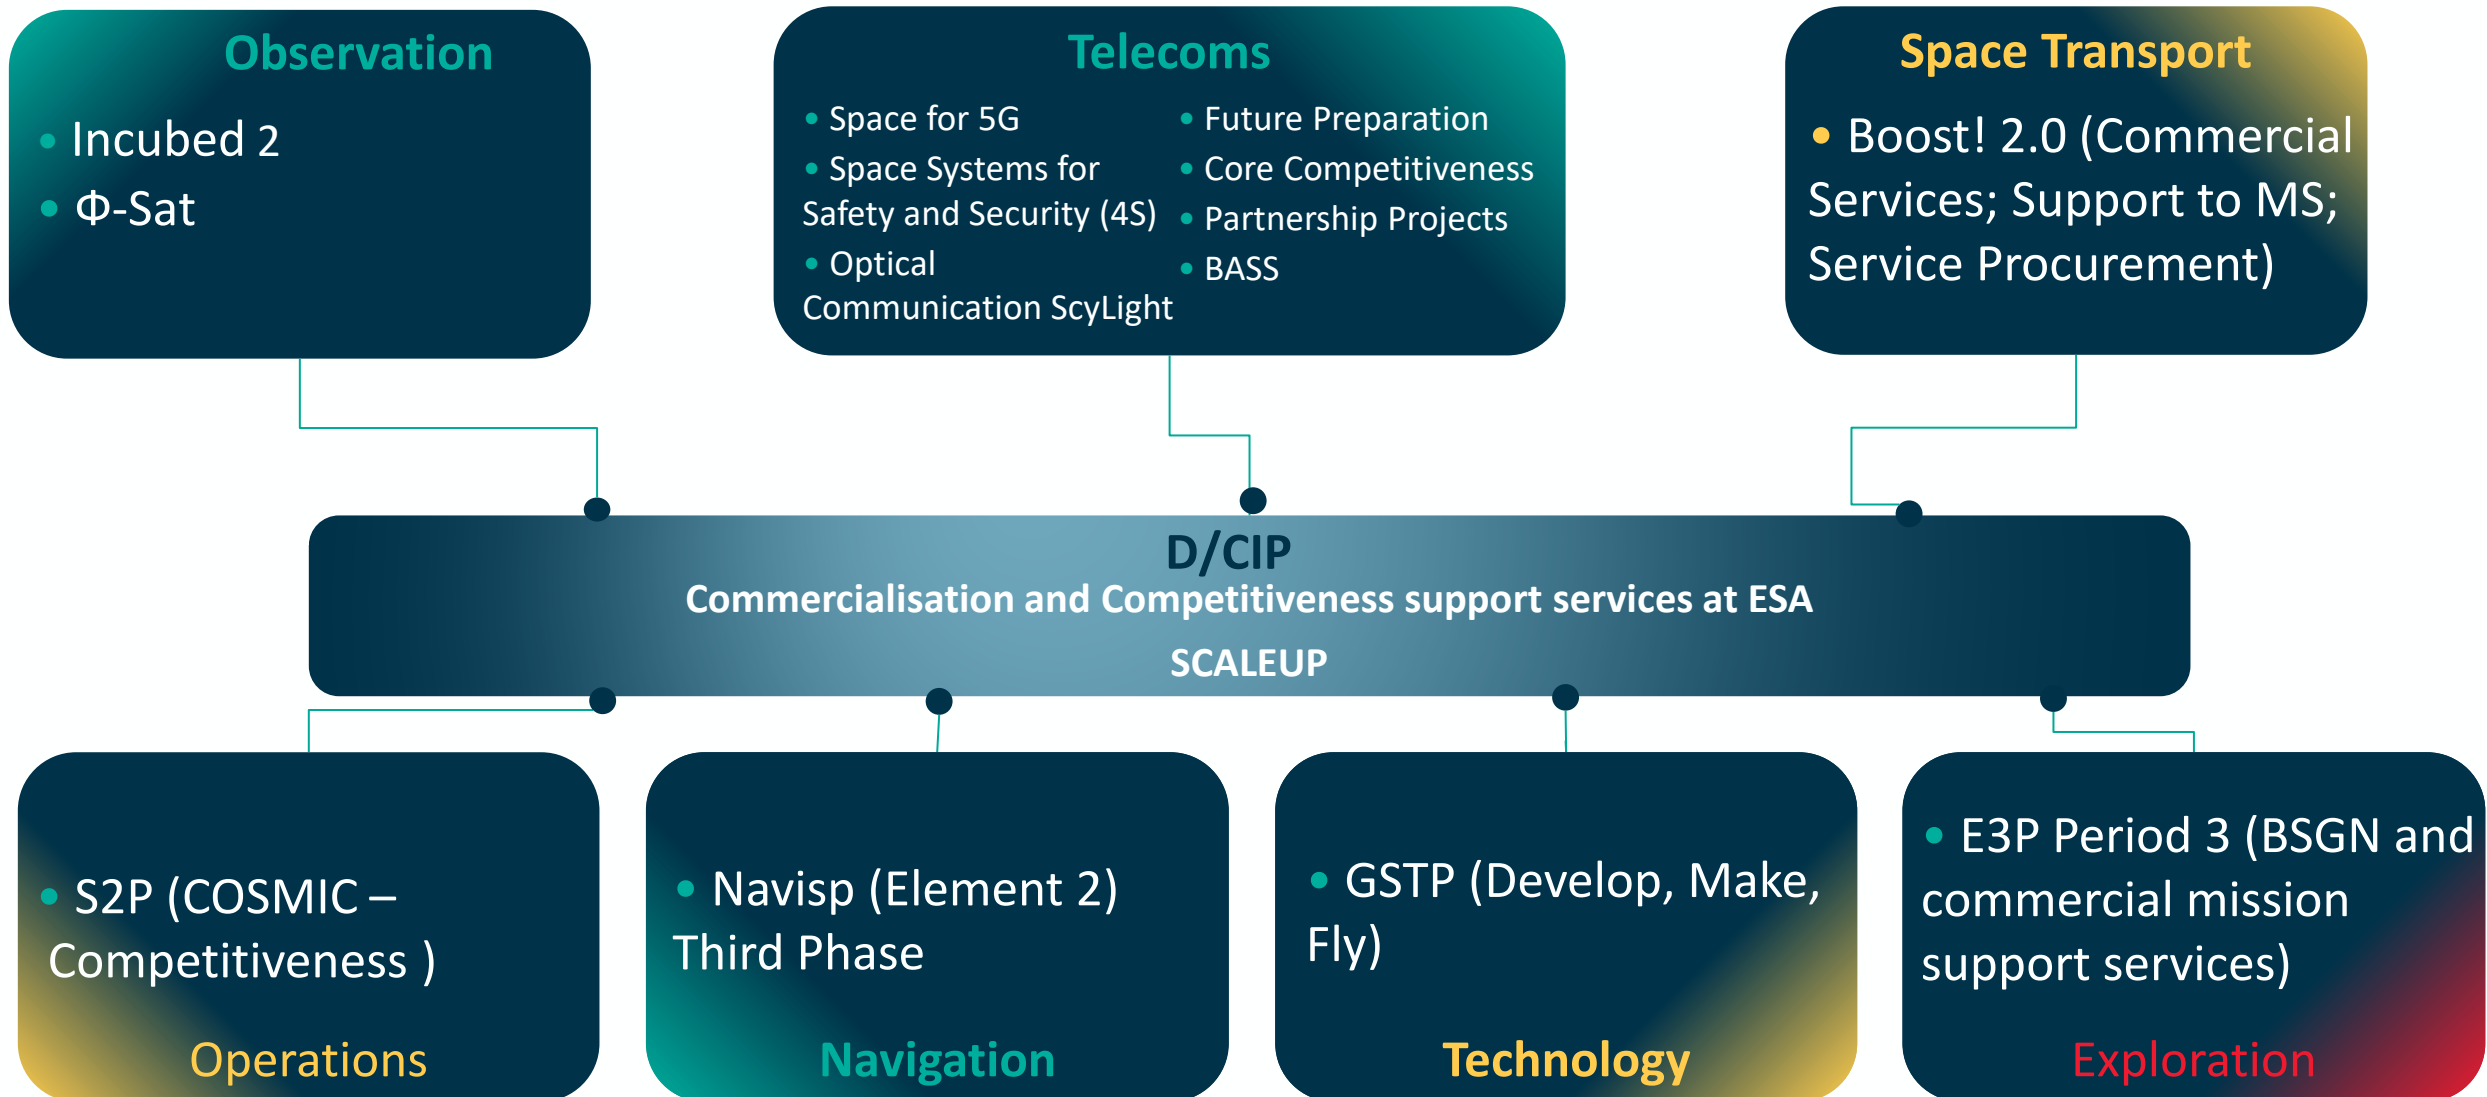 Observation
• Incubed 2
• Φ-Sat
Telecoms
• Space for 5G
• Space Systems for
Safety and Security (4S)
• Optical
Communication ScyLight
• Future Preparation
• Core Competitiveness
• Partnership Projects
• BASS
Space Transport
• Boost! 2.0 (Commercial
Services; Support to MS;
Service Procurement)
D/CIP
Commercialisation and Competitiveness support services at ESA
SCALEUP
• S2P (COSMIC –
Competitiveness )
Operations
• Navisp (Element 2)
Third Phase
Navigation
• GSTP (Develop, Make,
Fly)
Technology
• E3P Period 3 (BSGN and
commercial mission
support services)
Exploration